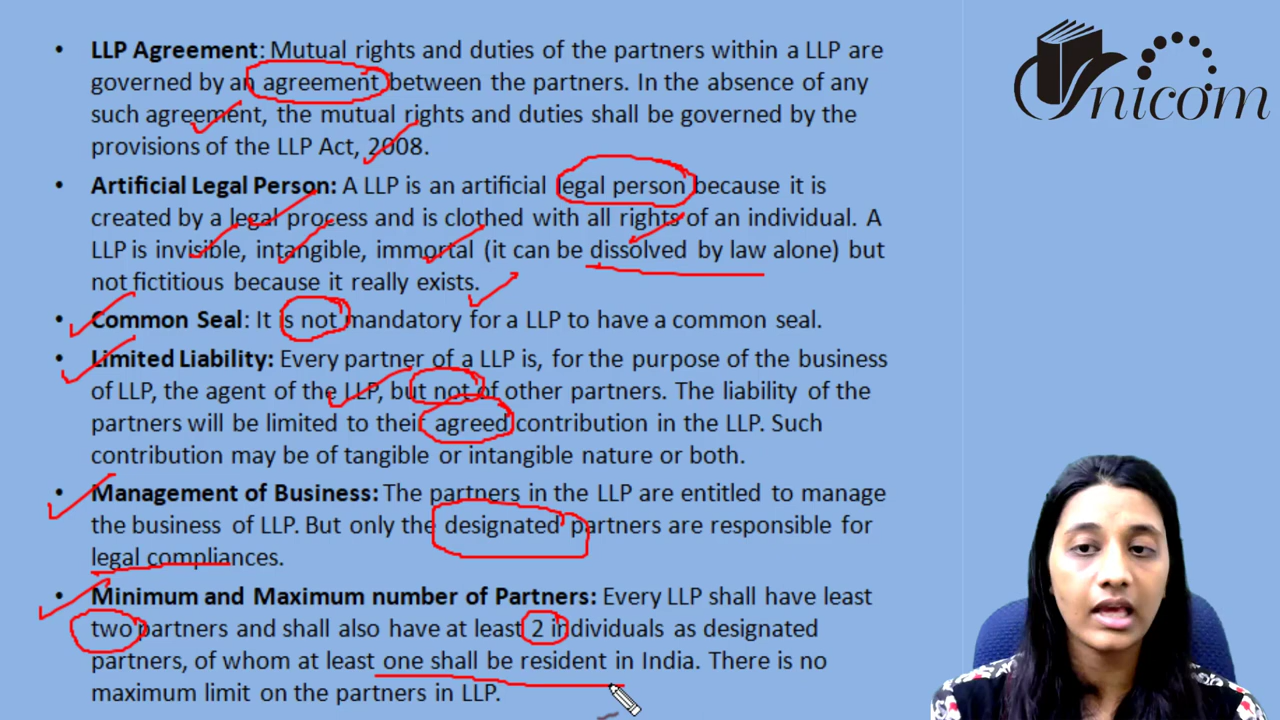 • LLP Agreement: Mutual rights and duties of the partners within a LLP are
governed by an agreement between the partners. In the absence of any
such agreement, the mutual rights and duties shall be governed by the
provisions of the LLP Act, 2008.
• Artificial Legal Person: A LLP is an artificial legal person because it is
created by a legal process and is clothed with all rights of an individual. A
LLP is invisible, intangible, immortal (it can be dissolved by law alone) but
not fictitious because it really exists.
• Common Seal: It is not mandatory for a LLP to have a common seal.
• Limited Liability: Every partner of a LLP is, for the purpose of the business
of LLP, the agent of the LLP, but not of other partners. The liability of the
partners will be limited to their agreed contribution in the LLP. Such
contribution may be of tangible or intangible nature or both.
• Management of Business: The partners in the LLP are entitled to manage
the business of LLP. But only the designated partners are responsible for
legal compliances.
• Minimum and Maximum number of Partners: Every LLP shall have least
two partners and shall also have at least 2 individuals as designated
partners, of whom at least one shall be resident in India. There is no
maximum limit on the partners in LLP.
Unicom